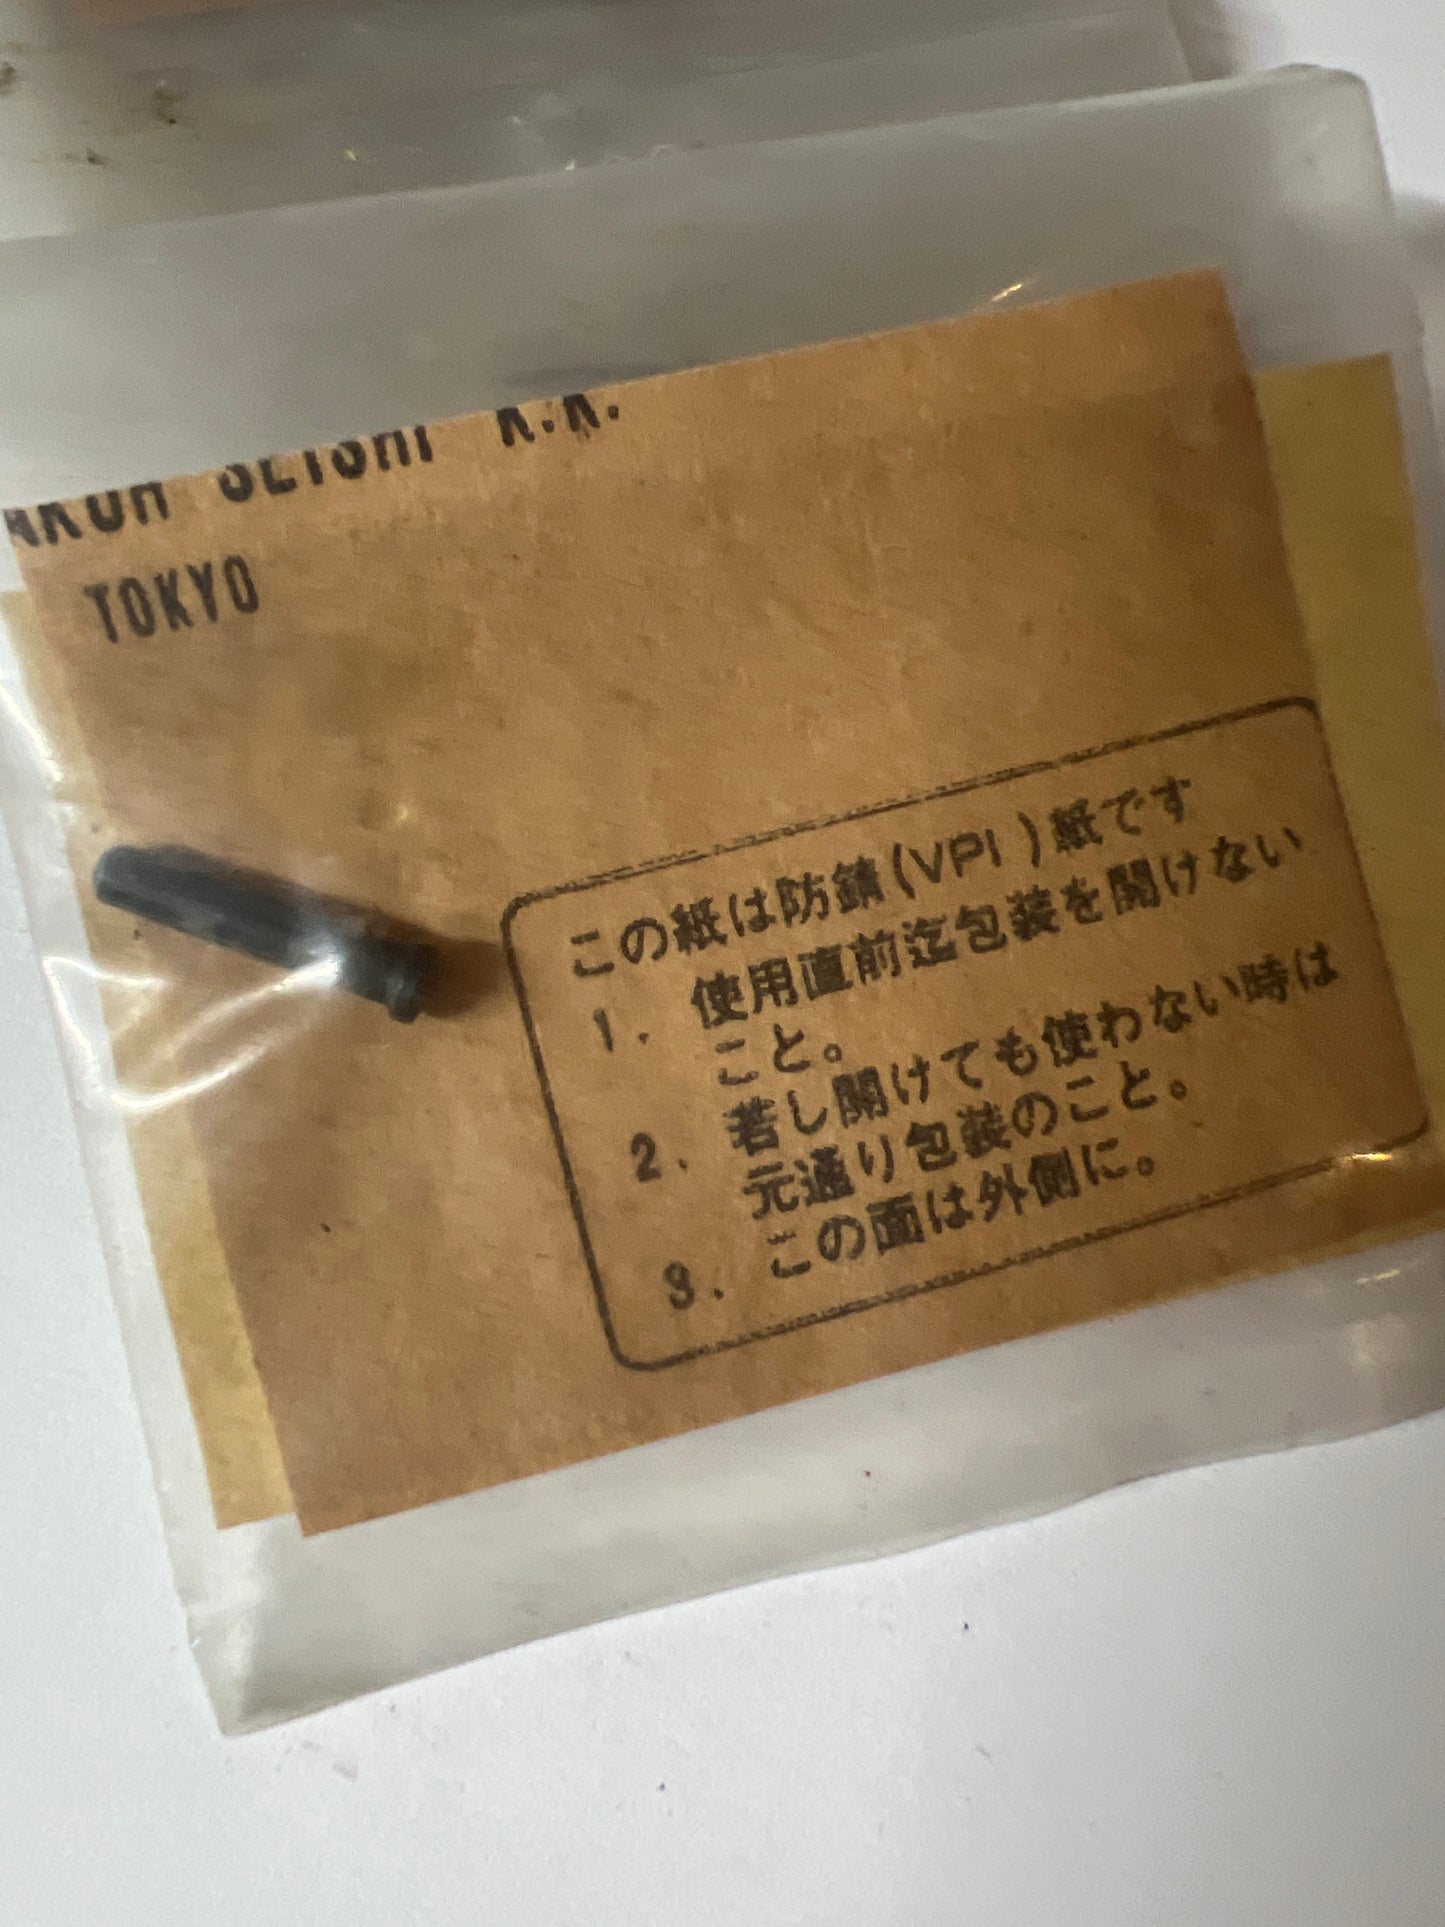 SEISHI K.K.
TOKYO
この紙は防錆(VPI)紙です
1. 使用直前迄包装を開けない
こと。
2. 若し開けても使わない時は
元通り包装のこと。
3. この面は外側に。